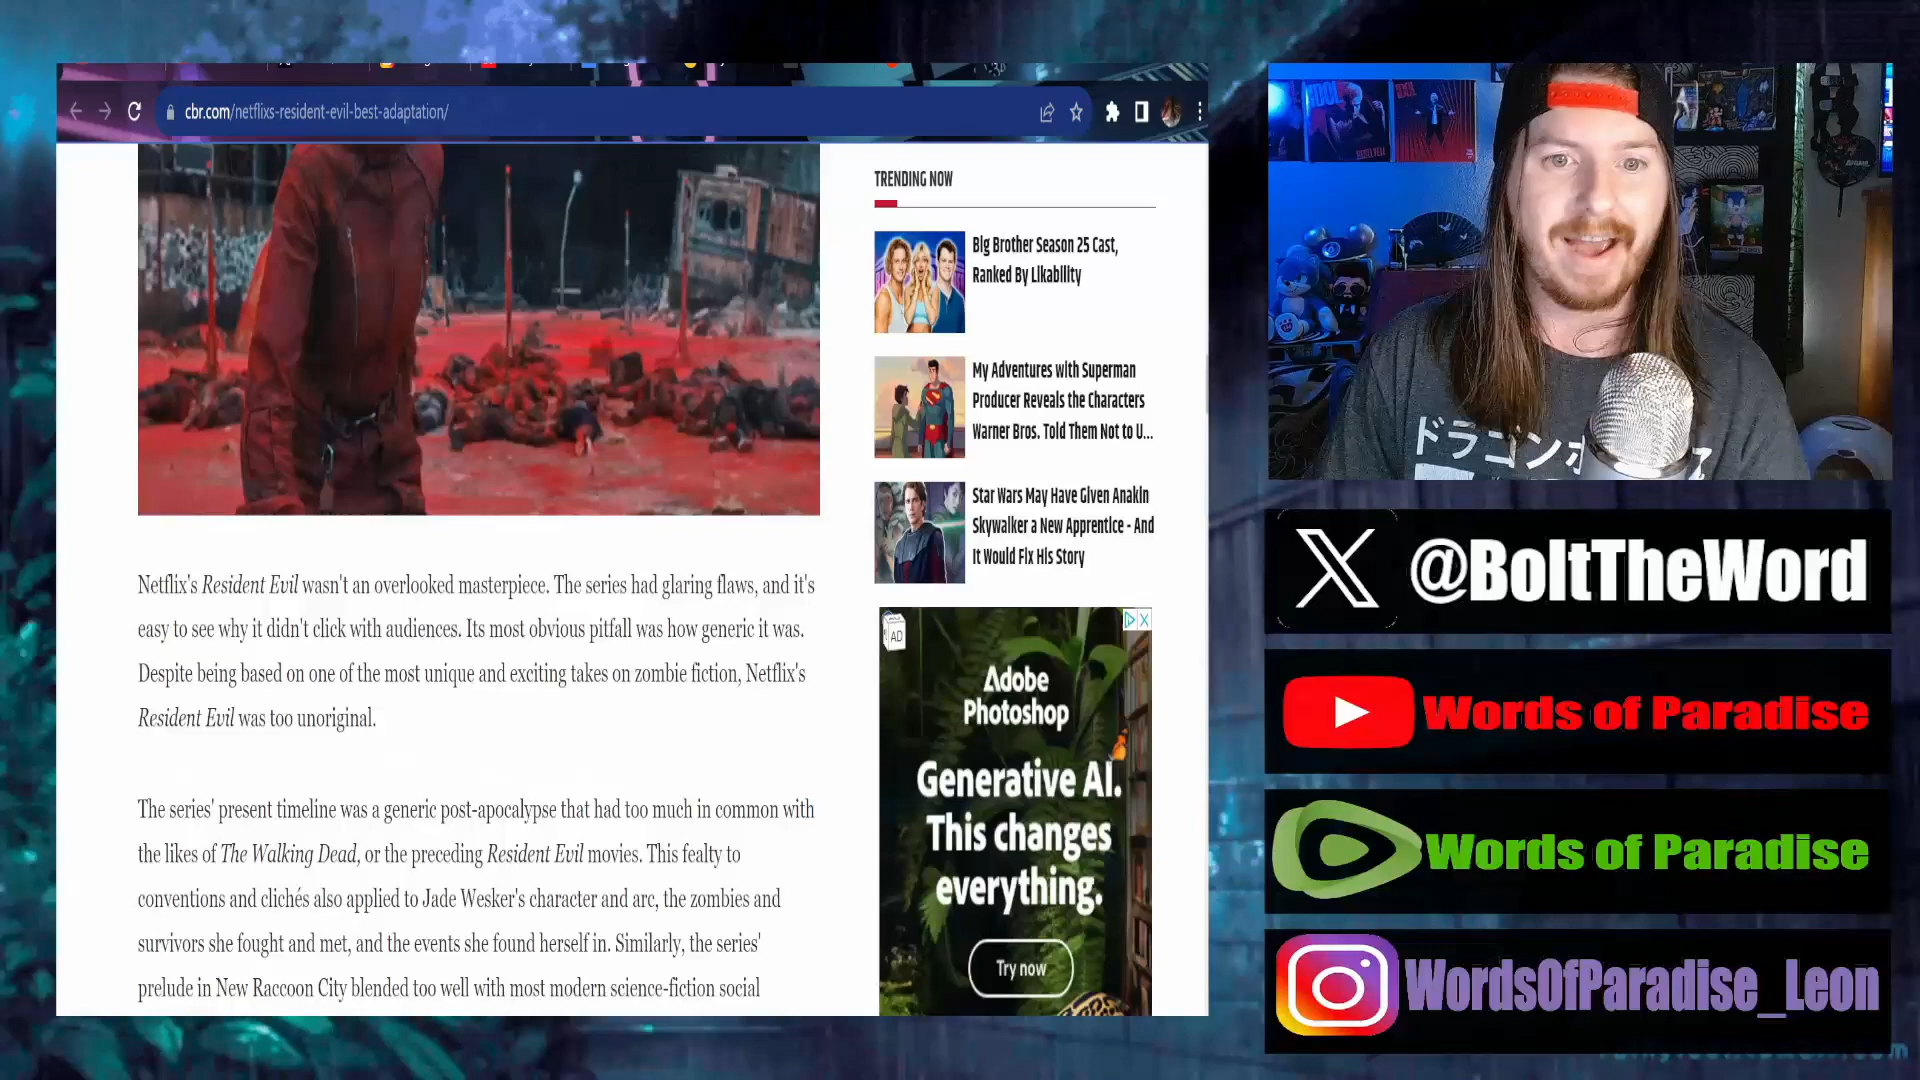 cbr.com/netflixs-resident-evil-best-adaptation/
TRENDING NOW
Big Brother Season 25 Cast,
Ranked By Likability
My Adventures with Superman
Producer Reveals the Characters
Warner Bros. Told Them Not to U...
Star Wars May Have Given Anakin
Skywalker a New Apprentice - And
It Would Fix His Story
Netflix's Resident Evil wasn't an overlooked masterpiece. The series had glaring flaws, and it's
easy to see why it didn't click with audiences. Its most obvious pitfall was how generic it was.
Despite being based on one of the most unique and exciting takes on zombie fiction, Netflix's
Resident Evil was too unoriginal.
The series' present timeline was a generic post-apocalypse that had too much in common with
the likes of The Walking Dead, or the preceding Resident Evil movies. This fealty to
conventions and clichés also applied to Jade Wesker's character and arc, the zombies and
survivors she fought and met, and the events she found herself in. Similarly, the series'
prelude in New Raccoon City blended too well with most modern science-fiction social
AD
Adobe
Photoshop
Generative AI.
This changes
everything.
Try now
ドラゴンボ
@BoltTheWord
Words of Paradise
Words of Paradise
WordsOfParadise_Leon